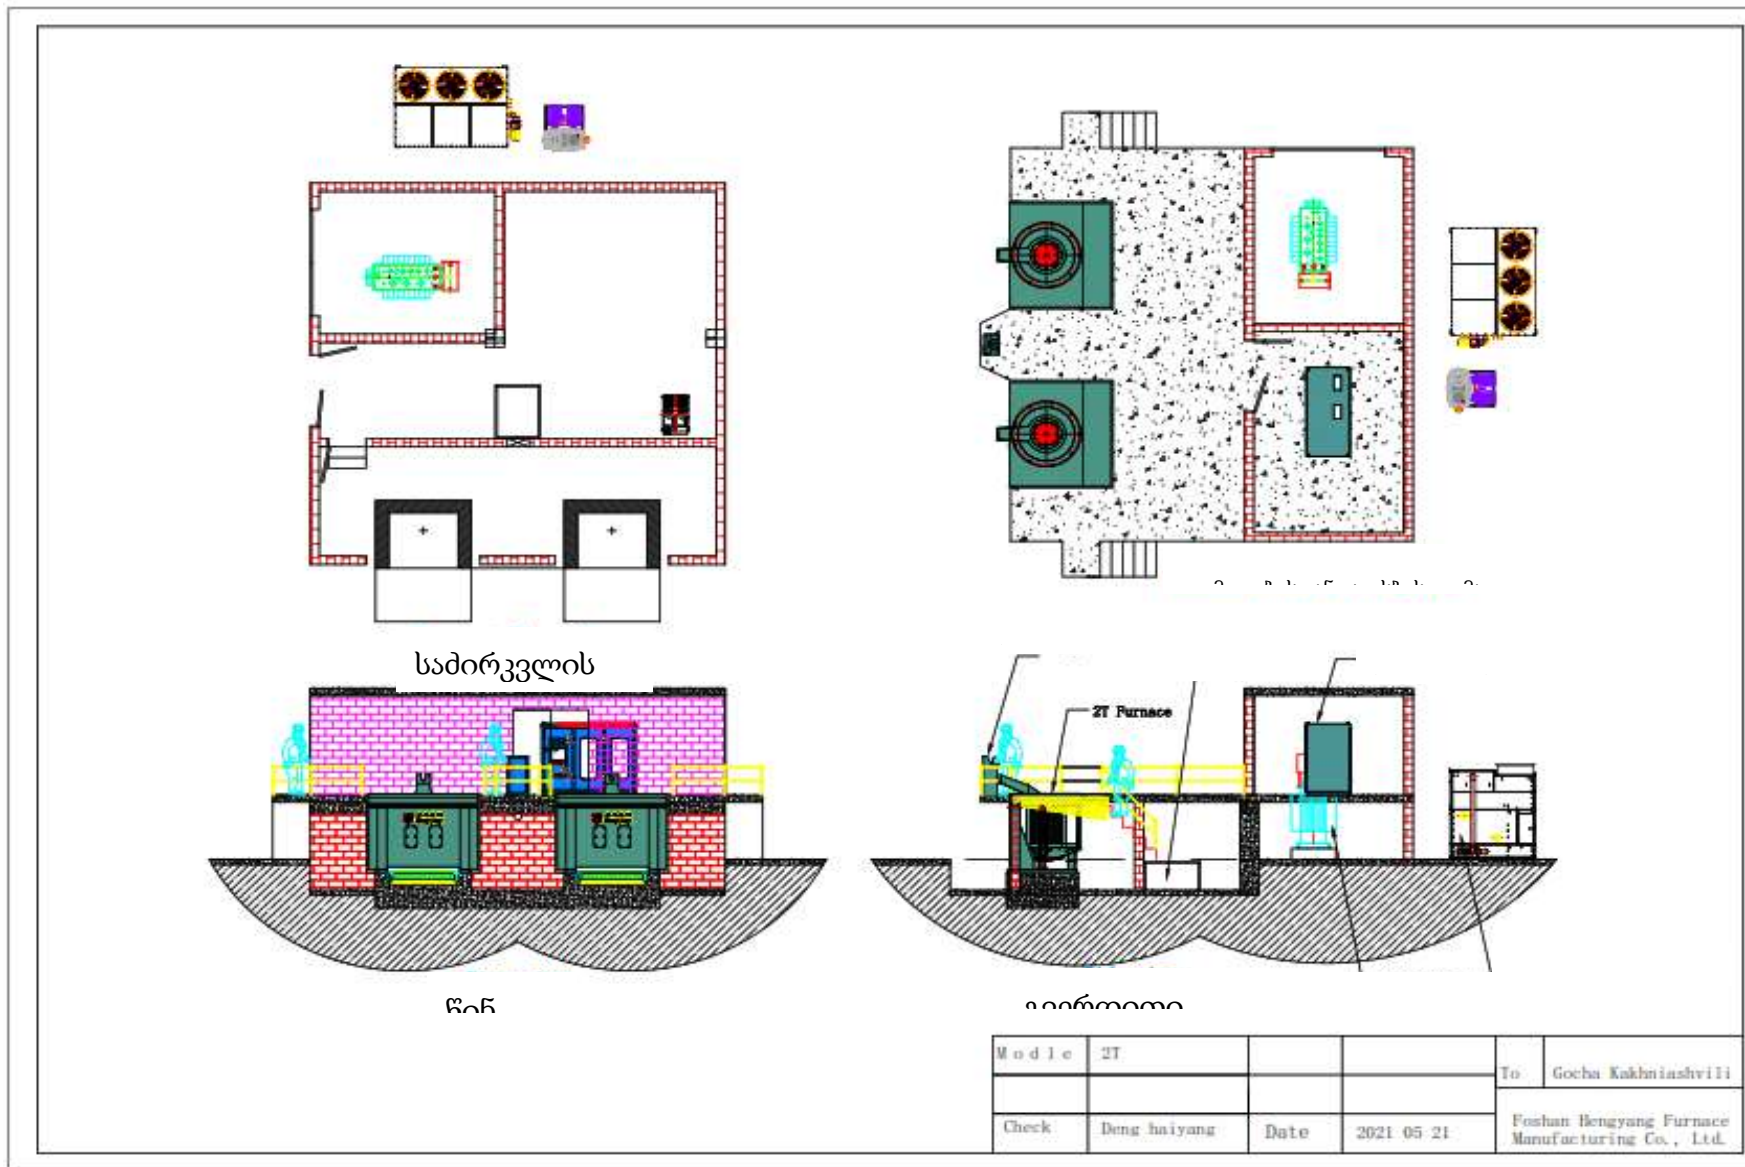 საძირკვლის
2T Furnace
წინ
გვერდითი
Modle 2T
To Gocha Kakhniashvili
Check Deng haiyang Date 2021 05 21
Foshan Hengyang Furnace
Manufacturing Co., Ltd.